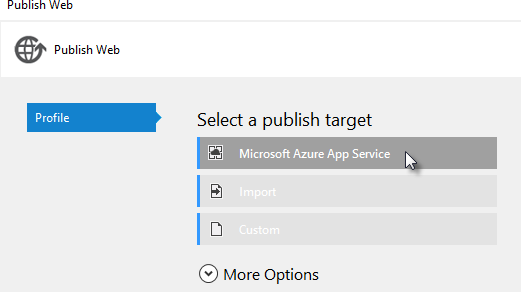 Publish Web
Publish Web
Profile
Select a publish target
Microsoft Azure App Service
Import
Custom
More Options